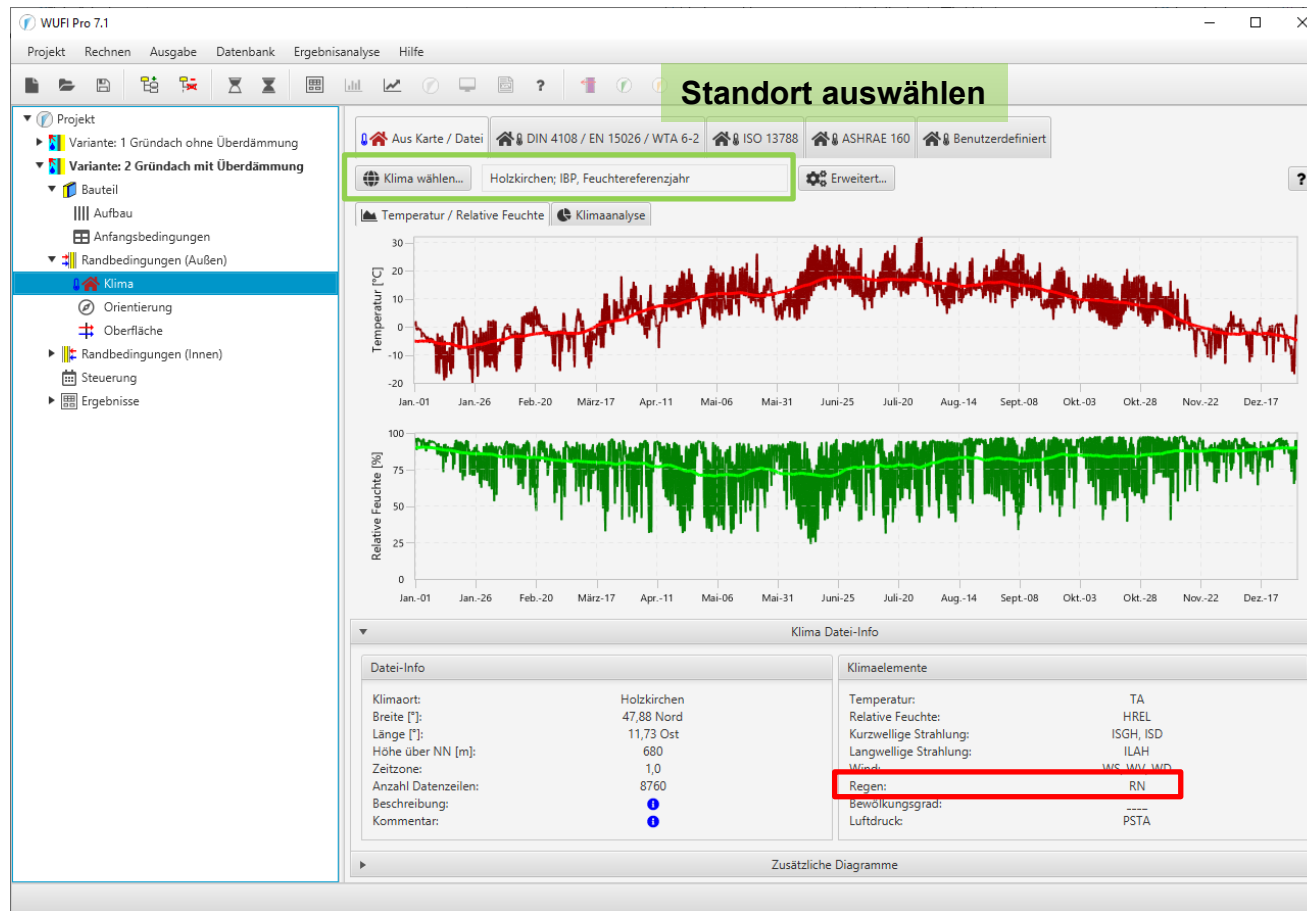 WUFI Pro 7.1
Projekt Rechnen Ausgabe Datenbank Ergebnisanalyse Hilfe
Standort auswählen
Projekt
Variante: 1 Gründach ohne Überdämmung
Variante: 2 Gründach mit Überdämmung
Bauteil
Aufbau
Anfangsbedingungen
Randbedingungen (Außen)
Klima
Orientierung
Oberfläche
Randbedingungen (Innen)
Steuerung
Ergebnisse
Aus Karte / Datei DIN 4108 / EN 15026 / WTA 6-2 ISO 13788 ASHRAE 160 Benutzerdefiniert
Klima wählen... Holzkirchen; IBP, Feuchtereferenzjahr Erweitert... ?
Temperatur / Relative Feuchte Klimaanalyse
Temperatur [°C]
30
20
10
0
-10
-20
Jan.-01 Jan.-26 Feb.-20 März-17 Apr.-11 Mai-06 Mai-31 Juni-25 Juli-20 Aug.-14 Sept.-08 Okt.-03 Okt.-28 Nov.-22 Dez.-17
Relative Feuchte [%]
100
75
50
25
0
Jan.-01 Jan.-26 Feb.-20 März-17 Apr.-11 Mai-06 Mai-31 Juni-25 Juli-20 Aug.-14 Sept.-08 Okt.-03 Okt.-28 Nov.-22 Dez.-17
Klima Datei-Info
Datei-Info
Klimaort: Holzkirchen
Breite [°]: 47,88 Nord
Länge [°]: 11,73 Ost
Höhe über NN [m]: 680
Zeitzone: 1,0
Anzahl Datenzeilen: 8760
Beschreibung:
Kommentar:
Klimaelemente
Temperatur: TA
Relative Feuchte: HREL
Kurzwellige Strahlung: ISGH, ISD
Langwellige Strahlung: ILAH
Wind: WS, WV, WD
Regen: RN
Bewölkungsgrad: ____
Luftdruck: PSTA
Zusätzliche Diagramme